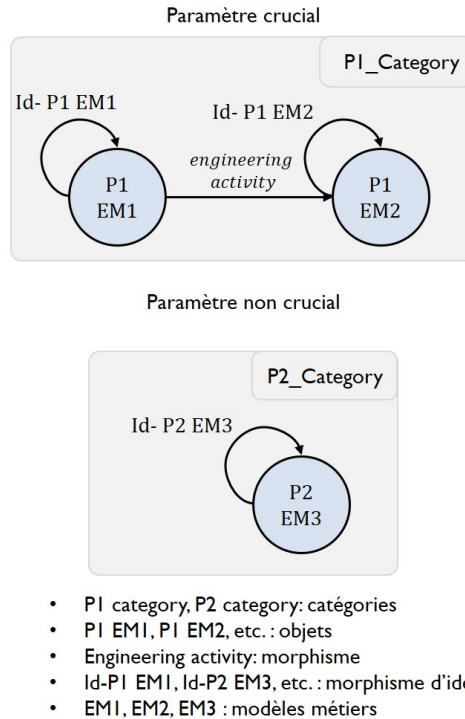 Paramètre crucial
P1_Category
Id- P1 EM1
Id- P1 EM2
engineering
activity
P1
EM1
P1
EM2
Paramètre non crucial
P2_Category
Id- P2 EM3
P2
EM3
• P1 category, P2 category: catégories
• P1 EM1, P1 EM2, etc. : objets
• Engineering activity: morphisme
• Id-P1 EM1, Id-P2 EM3, etc. : morphisme
• EM1, EM2, EM3 : modèles métiers